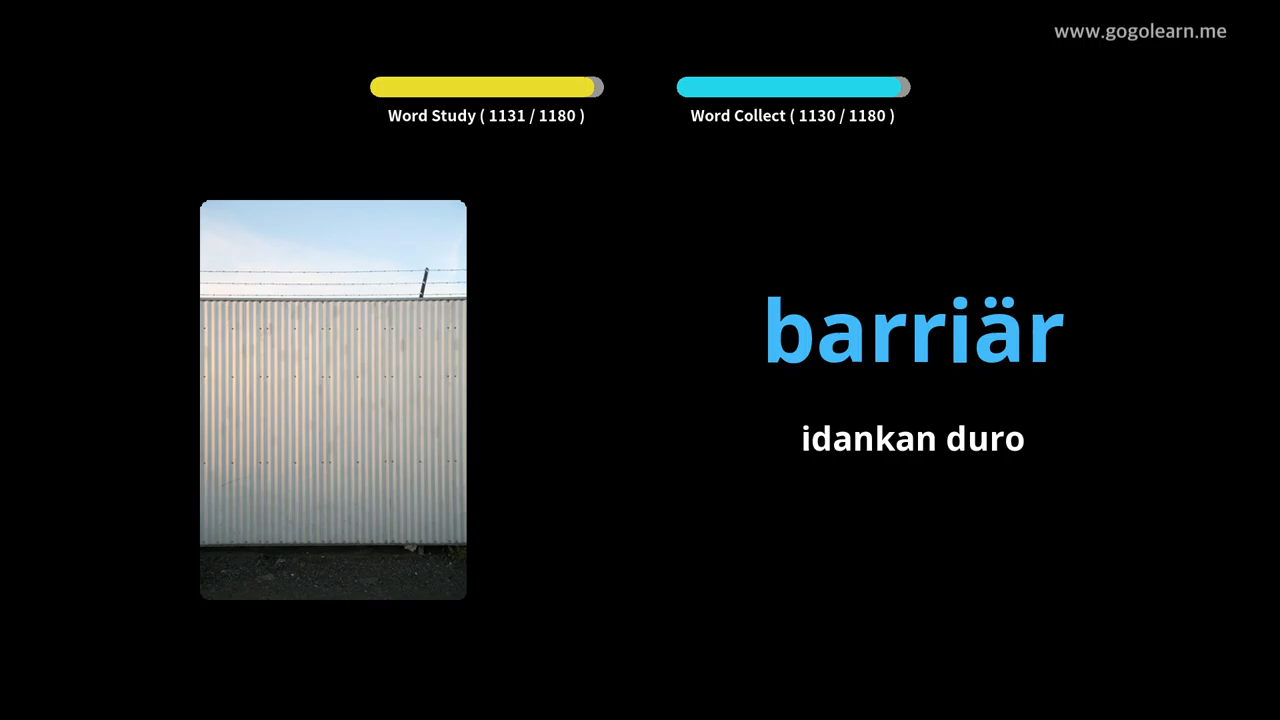 www.gogolearn.me
Word Study ( 1131 / 1180 )
Word Collect ( 1130 / 1180 )
barriär
idankan duro